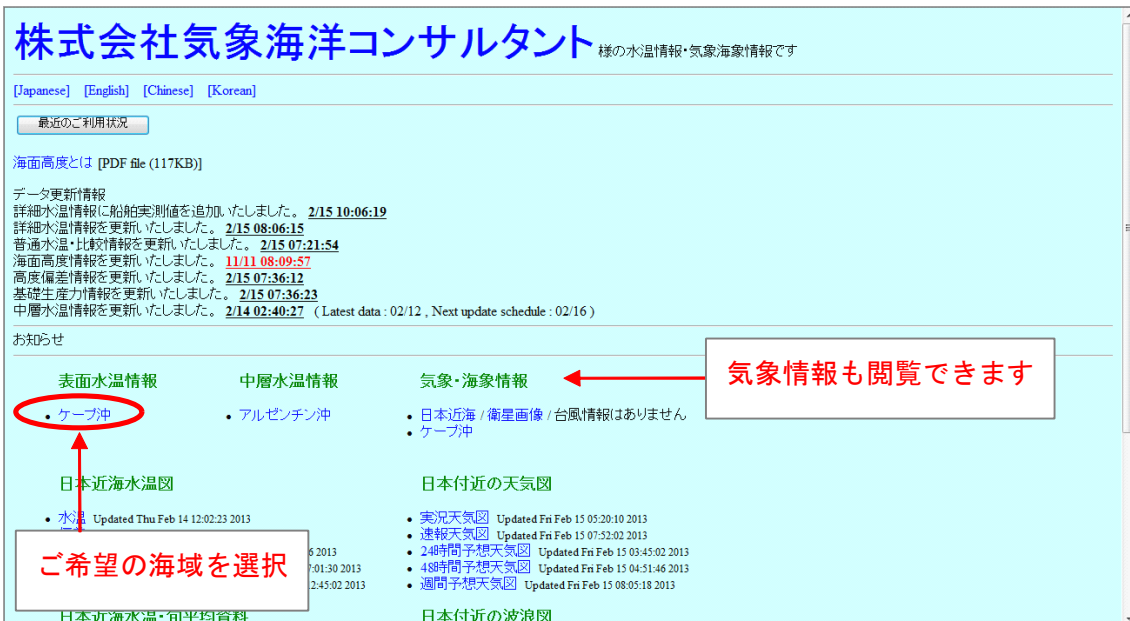 株式会社気象海洋コンサルタント 様の水温情報・気象海象情報です
[Japanese] [English] [Chinese] [Korean]
最近のご利用状況
海面高度とは [PDF file (117KB)]
データ更新情報
詳細水温情報に船舶実測値を追加いたしました。 2/15 10:06:19
詳細水温情報を更新いたしました。 2/15 08:06:15
普通水温・比較情報を更新いたしました。 2/15 07:21:54
海面高度情報を更新いたしました。 11/11 08:09:57
高度偏差情報を更新いたしました。 2/15 07:36:12
基礎生産力情報を更新いたしました。 2/15 07:36:23
中層水温情報を更新いたしました。 2/14 02:40:27 ( Latest data : 02/12 , Next update schedule : 02/16 )
お知らせ
気象情報も閲覧できます
表面水温情報 中層水温情報 気象・海象情報
• ケープ沖 • アルゼンチン沖 • 日本近海 / 衛星画像 / 台風情報はありません
• ケープ沖
日本近海水温図 日本付近の天気図
• 水温 Updated Thu Feb 14 12:02:23 2013 • 実況天気図 Updated Fri Feb 15 05:20:10 2013
• 速報天気図 Updated Fri Feb 15 07:52:02 2013
6 2013 • 24時間予想天気図 Updated Fri Feb 15 03:45:02 2013
:01:30 2013 • 48時間予想天気図 Updated Fri Feb 15 04:51:46 2013
2:45:02 2013 • 週間予想天気図 Updated Fri Feb 15 08:05:18 2013
ご希望の海域を選択
日本近海水温・旬平均資料 日本付近の波浪図